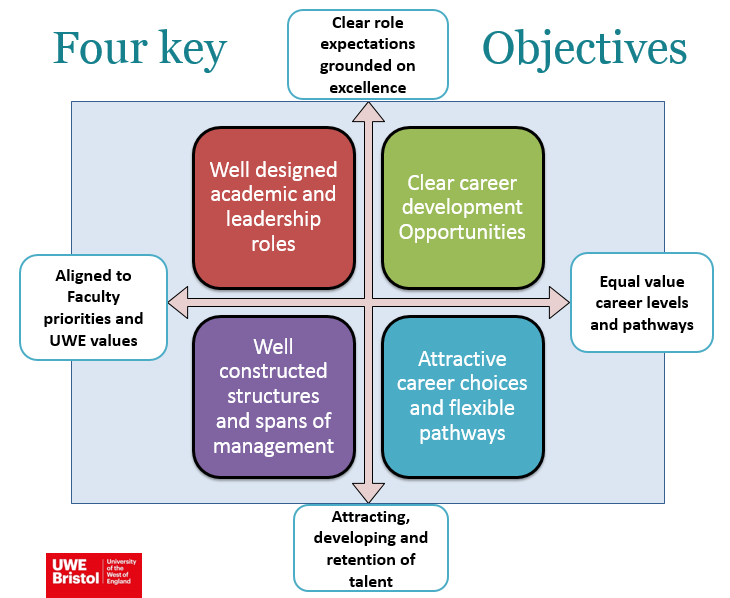 Four key
Objectives
Clear role
expectations
grounded on
excellence
Well designed
academic and
leadership
roles
Clear career
development
Opportunities
Aligned to
Faculty
priorities and
UWE values
Equal value
career levels
and pathways
Well
constructed
structures
and spans of
management
Attractive
career choices
and flexible
pathways
Attracting,
developing and
retention of
talent
UWE
Bristol
University
of the
West of
England